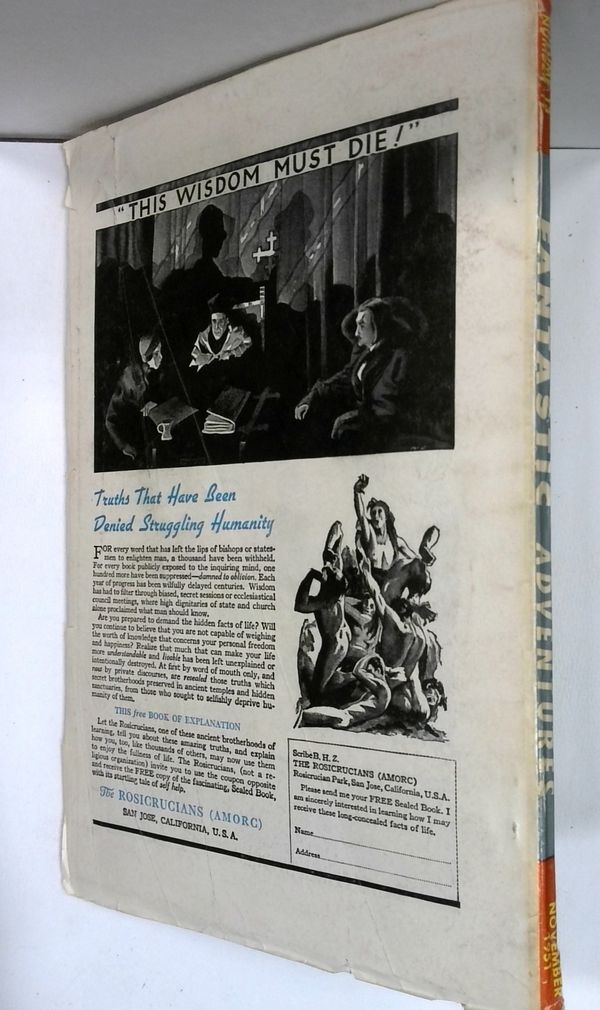 "THIS WISDOM MUST DIE!"
Truths That Have Been
Denied Struggling Humanity
FOR every word that has left the lips of bishops or states-
men to enlighten man, a thousand have been withheld.
For every book publicly exposed to the inquiring mind, one
hundred more have been suppressed—damned to oblivion. Each
year of progress has been wilfully delayed centuries. Wisdom
has had to filter through biased, secret sessions or ecclesiastical
council meetings, where high dignitaries of state and church
alone proclaimed what man should know.
Are you prepared to demand the hidden facts of life? Will
you continue to believe that you are not capable of weighing
the worth of knowledge that concerns your personal freedom
and happiness? Realize that much that can make your life
more understandable and livable has been left unexplained or
intentionally destroyed. At first by word of mouth only, and
now by private discourses, are revealed those truths which
secret brotherhoods preserved in ancient temples and hidden
sanctuaries, from those who sought to selfishly deprive hu-
manity of them.
THIS free BOOK OF EXPLANATION
Let the Rosicrucians, one of these ancient brotherhoods of
learning, tell you about these amazing truths, and explain
how you, too, like thousands of others, may now use them
to enjoy the fullness of life. The Rosicrucians, (not a re-
ligious organization) invite you to use the coupon opposite
and receive the FREE copy of the fascinating, Sealed Book,
with its startling tale of self help.
The ROSICRUCIANS (AMORC)
SAN JOSE, CALIFORNIA, U.S.A.
Scribe B. H. Z.
THE ROSICRUCIANS (AMORC)
Rosicrucian Park, San Jose, California, U.S.A.
Please send me your FREE Sealed Book. I
am sincerely interested in learning how I may
receive these long-concealed facts of life.
Name
Address
FANTASTIC ADVENTURES
NOVEMBER
1951